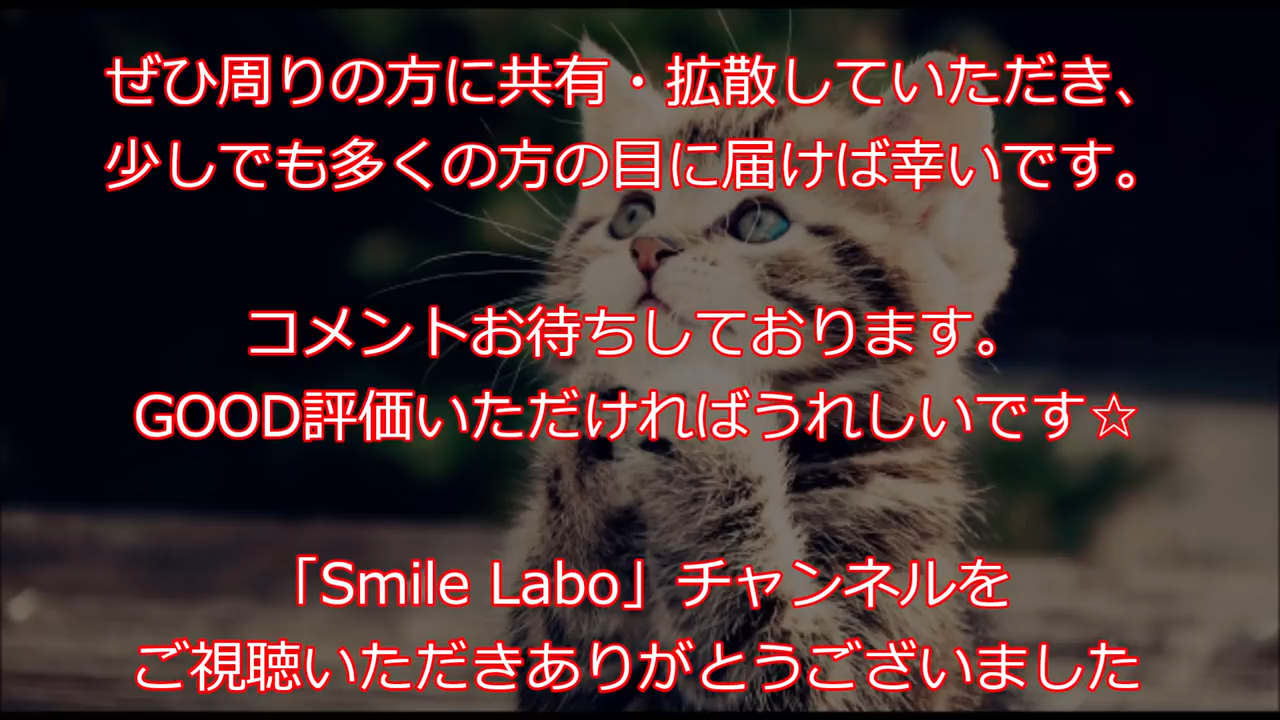 ぜひ周りの方に共有・拡散していただき、
少しでも多くの方の目に届けば幸いです。
コメントお待ちしております。
GOOD評価いただければうれしいです☆
「Smile Labo」チャンネルを
ご視聴いただきありがとうございました